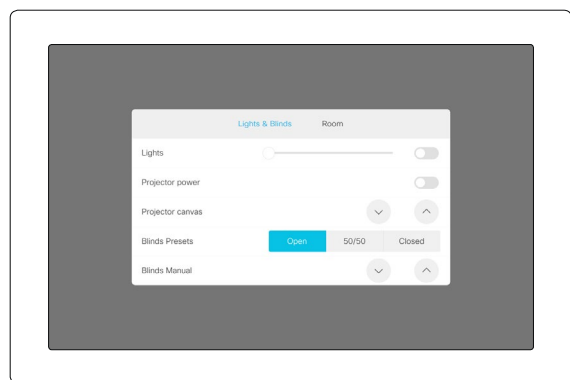 Lights & Blinds Room
Lights
Projector power
Projector canvas
Blinds Presets Open 50/50 Closed
Blinds Manual